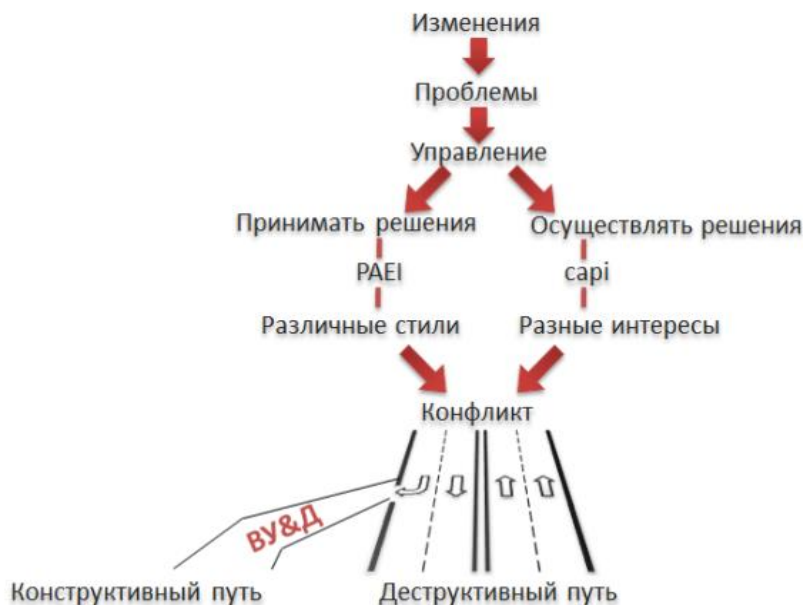 Изменения
Проблемы
Управление
Принимать решения
Осуществлять решения
PAEI
capi
Различные стили
Разные интересы
Конфликт
ВУ&Д
Конструктивный путь
Деструктивный путь